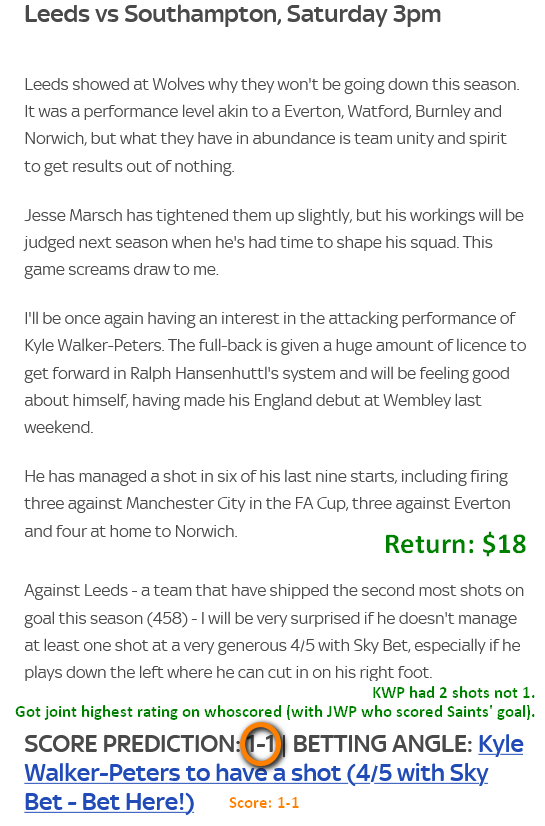 Leeds vs Southampton, Saturday 3pm
Leeds showed at Wolves why they won't be going down this season.
It was a performance level akin to a Everton, Watford, Burnley and
Norwich, but what they have in abundance is team unity and spirit
to get results out of nothing.
Jesse Marsch has tightened them up slightly, but his workings will be
judged next season when he's had time to shape his squad. This
game screams draw to me.
I'll be once again having an interest in the attacking performance of
Kyle Walker-Peters. The full-back is given a huge amount of licence to
get forward in Ralph Hansenhuttl's system and will be feeling good
about himself, having made his England debut at Wembley last
weekend.
He has managed a shot in six of his last nine starts, including firing
three against Manchester City in the FA Cup, three against Everton
and four at home to Norwich.
Return: $18
Against Leeds - a team that have shipped the second most shots on
goal this season (458) - I will be very surprised if he doesn't manage
at least one shot at a very generous 4/5 with Sky Bet, especially if he
plays down the left where he can cut in on his right foot.
KWP had 2 shots not 1.
Got joint highest rating on whoscored (with JWP who scored Saints' goal).
SCORE PREDICTION: 1-1 | BETTING ANGLE: Kyle
Walker-Peters to have a shot (4/5 with Sky
Bet - Bet Here!)
Score: 1-1